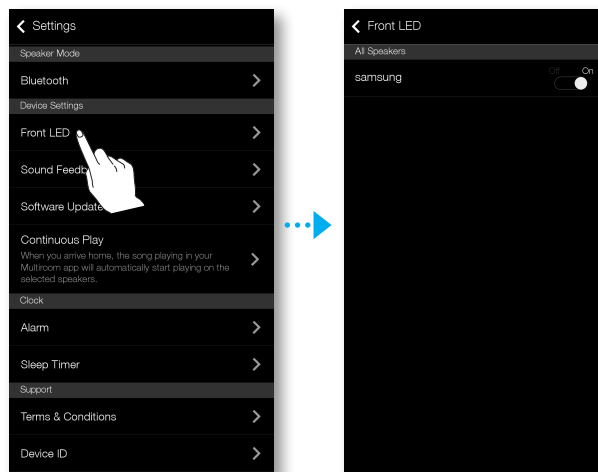 Settings
Speaker Mode
Bluetooth
Device Settings
Front LED
Sound Feedb
Software Update
Continuous Play
When you arrive home, the song playing in your
Multiroom app will automatically start playing on the
selected speakers.
Clock
Alarm
Sleep Timer
Support
Terms & Conditions
Device ID
Front LED
All Speakers
samsung
Off On